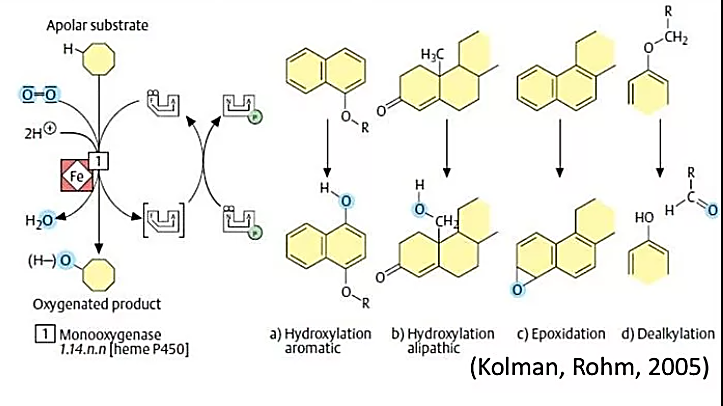 Apolar substrate
H
O=O
2H⊕
1
Fe
P
H₂O
P
(H–) O
Oxygenated product
1 Monooxygenase
1.14.n.n [heme P450]
O
R
H
O
O
R
a) Hydroxylation
aromatic
H₃C
O
H
O
CH₂
O
b) Hydroxylation
alipathic
O
c) Epoxidation
R
O
CH₂
R
H
C
O
HO
d) Dealkylation
(Kolman, Rohm, 2005)